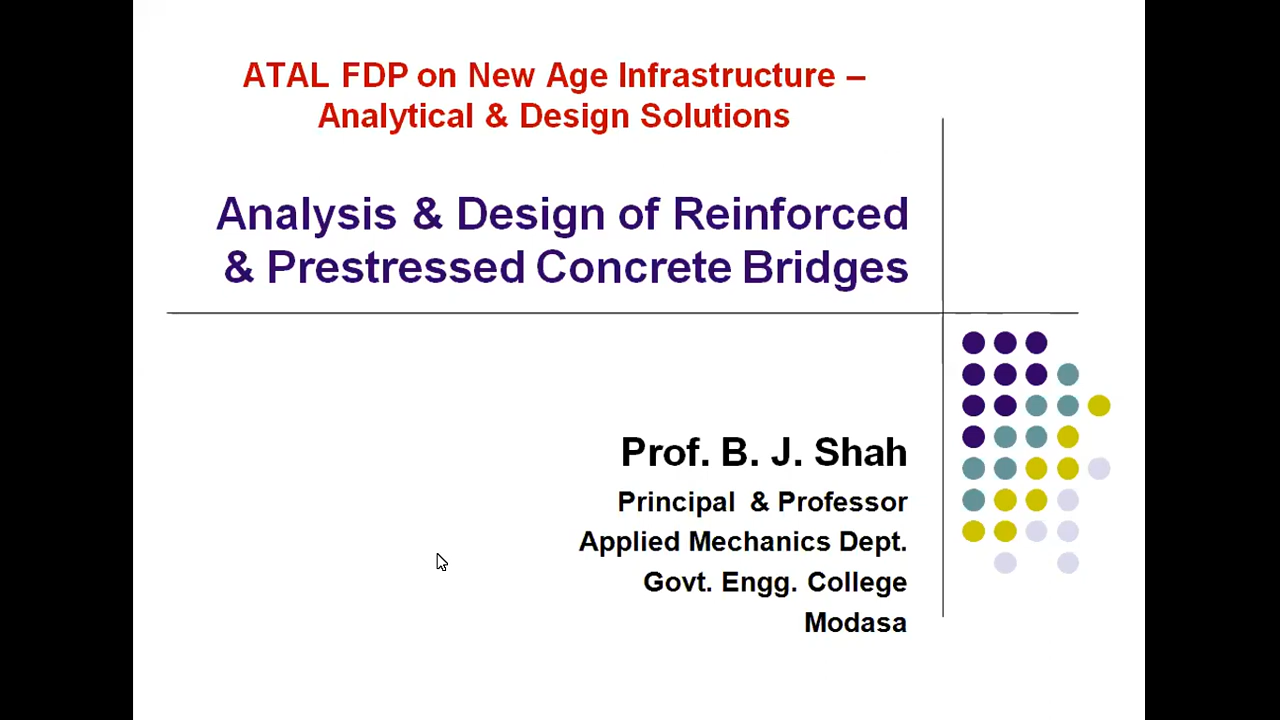 ATAL FDP on New Age Infrastructure –
Analytical & Design Solutions
Analysis & Design of Reinforced
& Prestressed Concrete Bridges
Prof. B. J. Shah
Principal & Professor
Applied Mechanics Dept.
Govt. Engg. College
Modasa